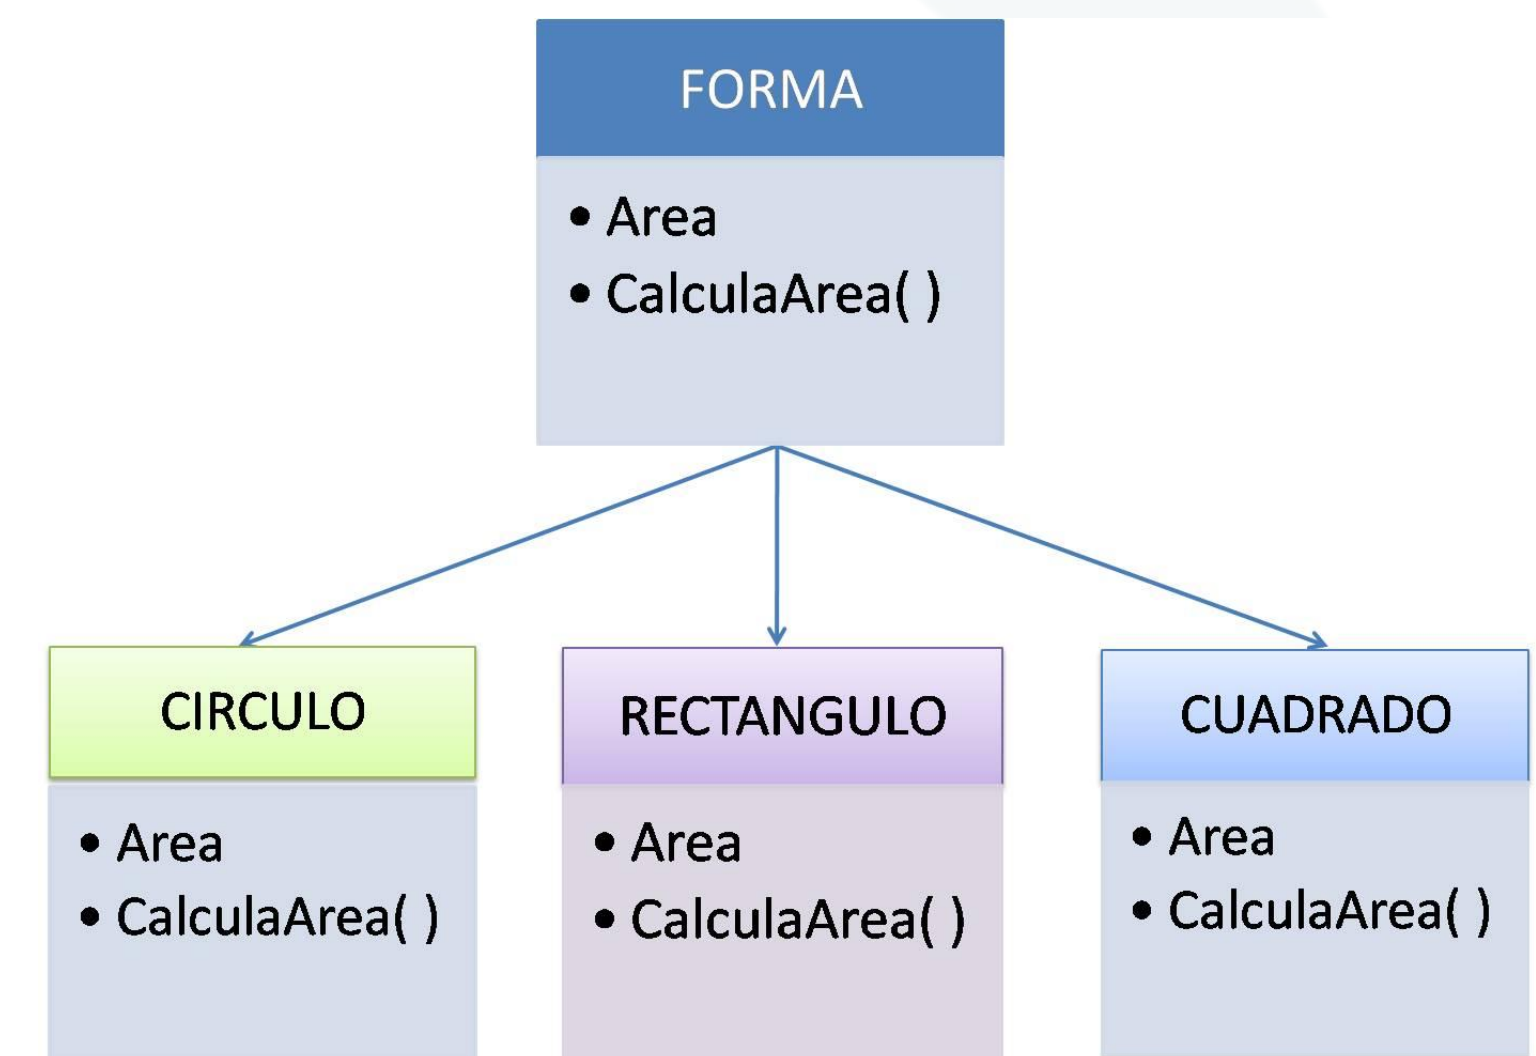 FORMA
• Area
• CalculaArea( )
CIRCULO
• Area
• CalculaArea( )
RECTANGULO
• Area
• CalculaArea( )
CUADRADO
• Area
• CalculaArea( )